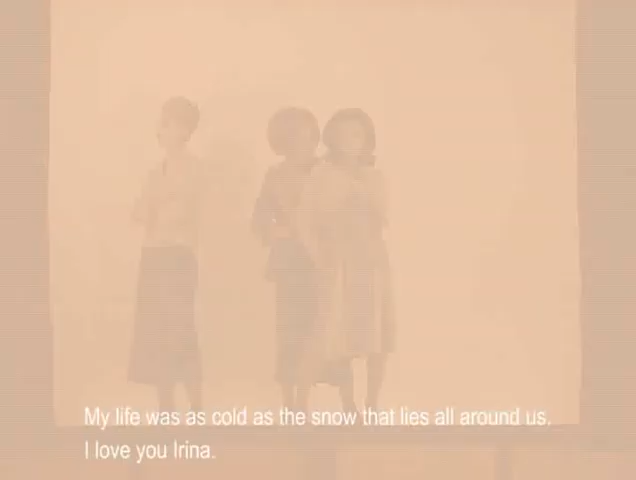 My life was as cold as the snow that lies all around us.
I love you Irina.